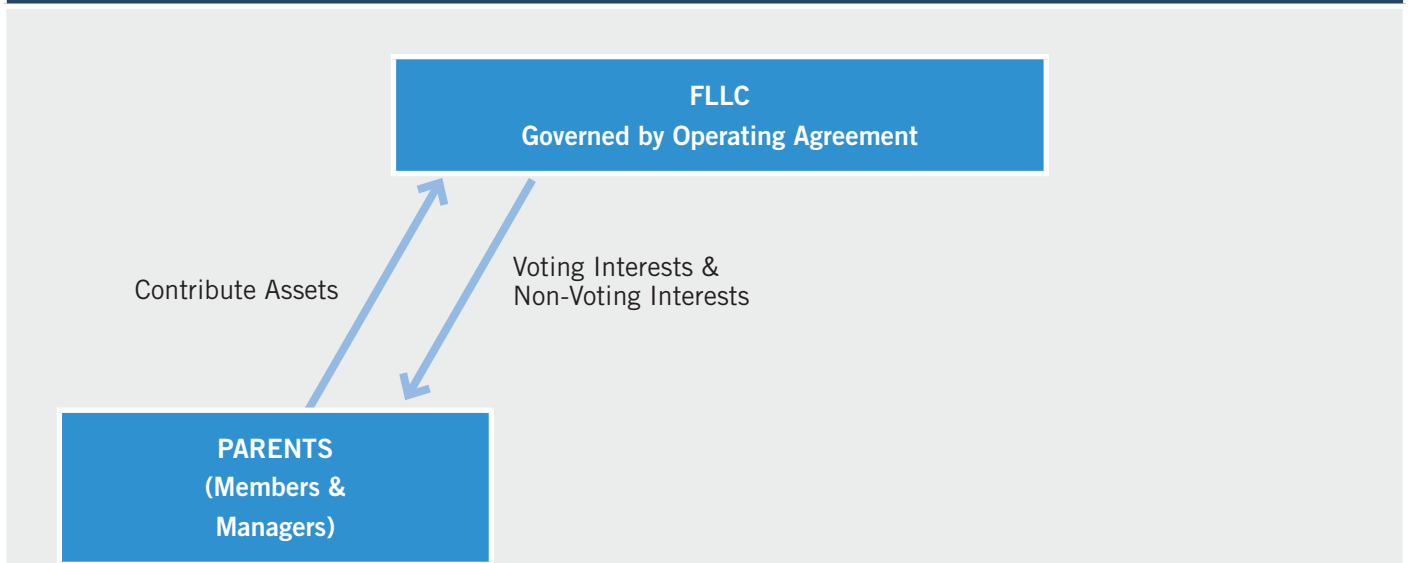 FLLC
Governed by Operating Agreement
Contribute Assets
Voting Interests &
Non-Voting Interests
PARENTS
(Members &
Managers)